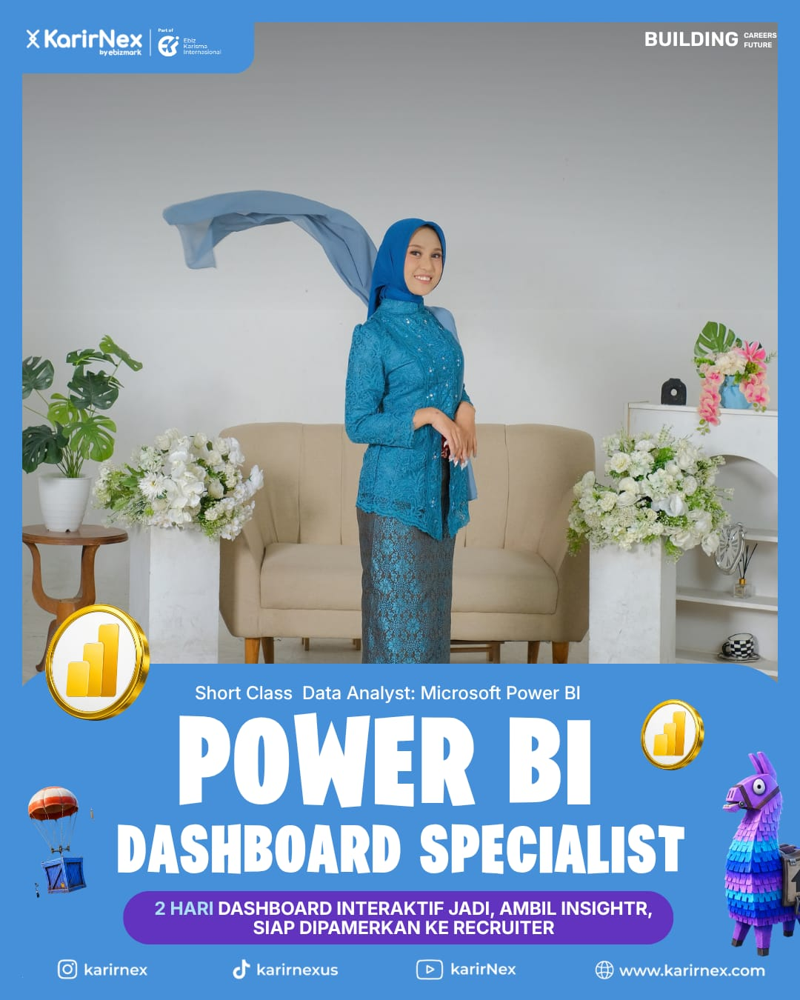 KarirNex
by ebizmark
Part of
Ebiz
Karisma
Internasional
BUILDING
CAREERS
FUTURE
Short Class Data Analyst: Microsoft Power BI
POWER BI
DASHBOARD SPECIALIST
2 HARI DASHBOARD INTERAKTIF JADI, AMBIL INSIGHTR,
SIAP DIPAMERKAN KE RECRUITER
karirnex
karirnexus
karirNex
www.karirnex.com